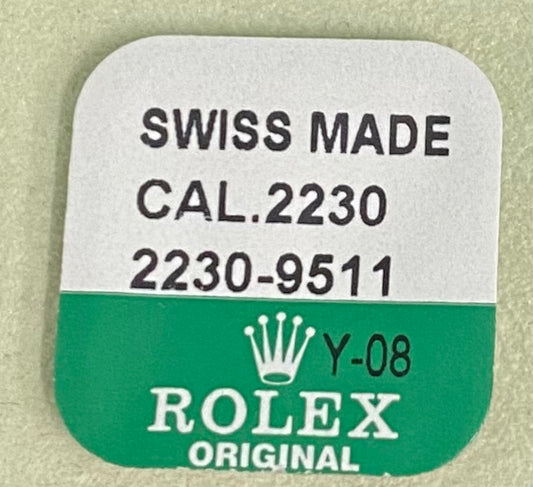 SWISS MADE
CAL.2230
2230-9511
Y-08
ROLEX
ORIGINAL